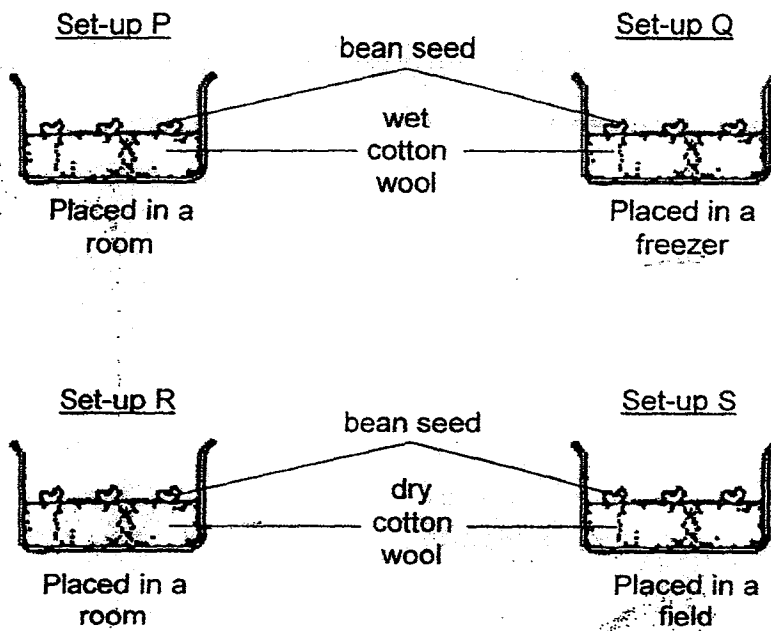 Set-up P
Set-up Q
bean seed
wet
cotton
wool
Placed in a
room
Placed in a
freezer
Set-up R
Set-up S
bean seed
dry
cotton
wool
Placed in a
room
Placed in a
field